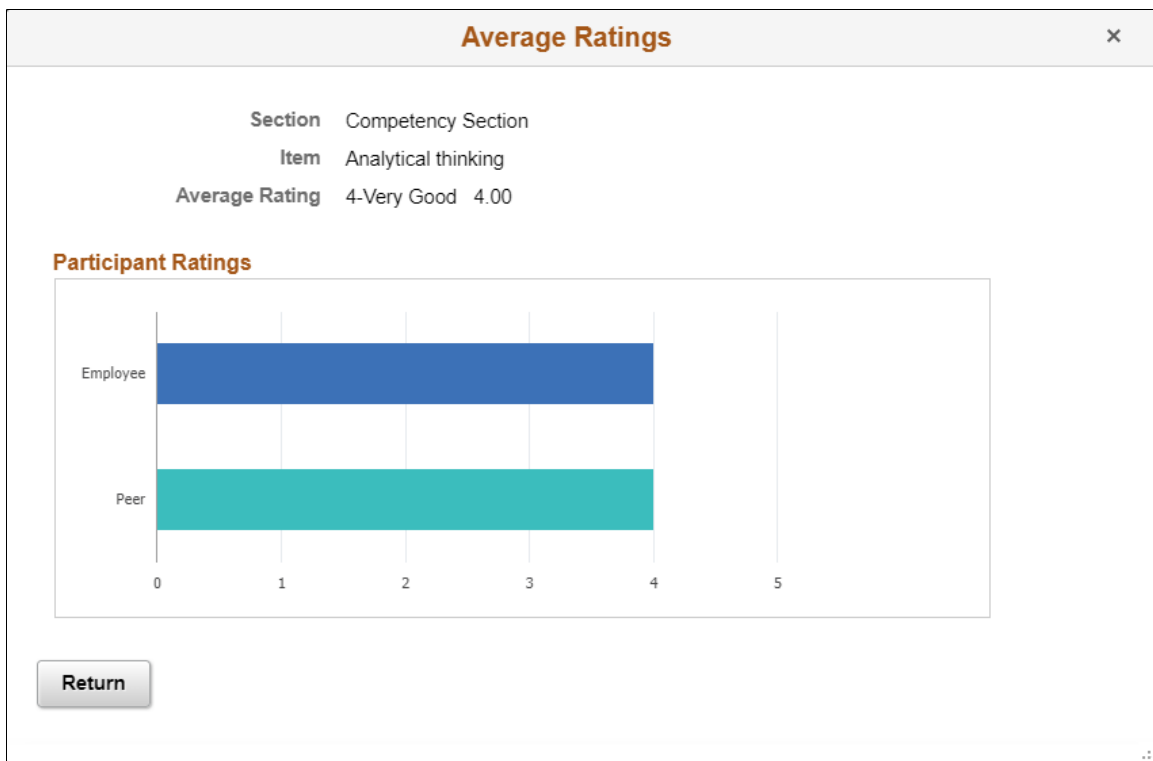 Average Ratings ×
Section Competency Section
Item Analytical thinking
Average Rating 4-Very Good 4.00
Participant Ratings
Employee
Peer
0 1 2 3 4 5
Return